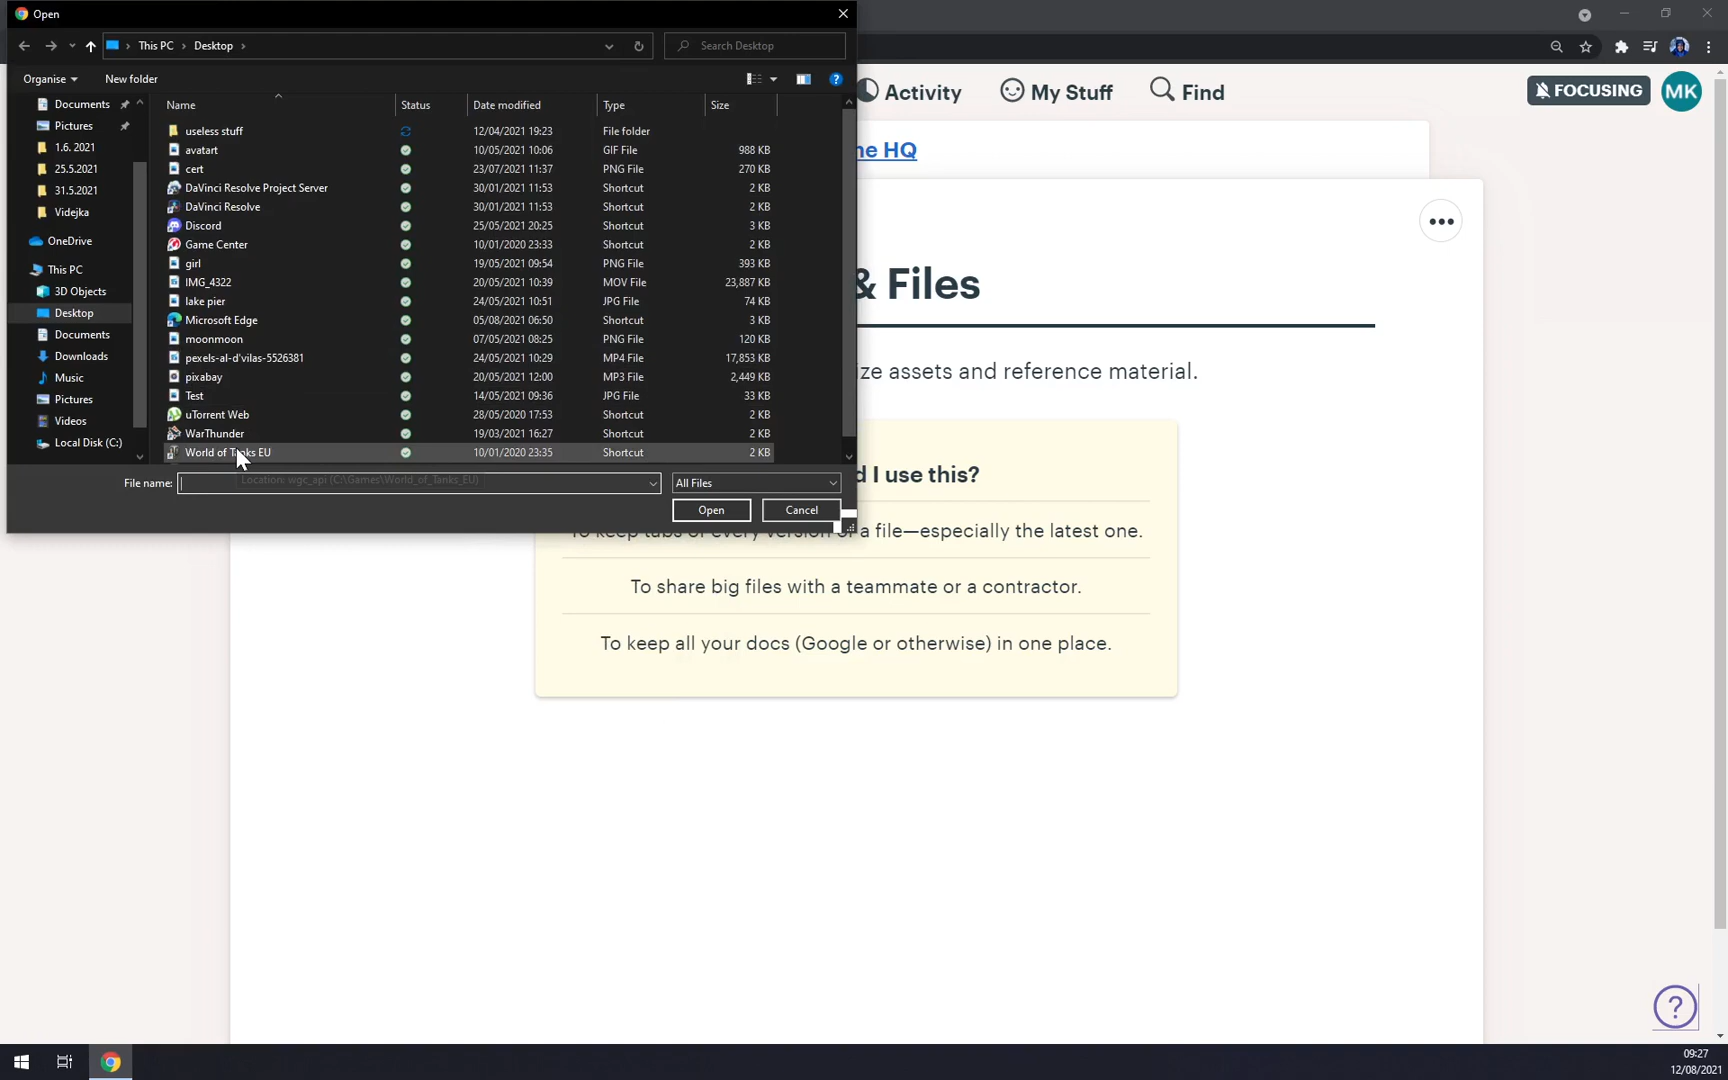 Open
This PC
Desktop
Search Desktop
Organise
New folder
Documents
Pictures
1.6. 2021
25.5.2021
31.5.2021
Videjka
OneDrive
This PC
3D Objects
Desktop
Documents
Downloads
Music
Pictures
Videos
Local Disk (C:)
Name Status Date modified Type Size
useless stuff 12/04/2021 19:23 File folder
avatart 10/05/2021 10:06 GIF File 988 KB
cert 23/07/2021 11:37 PNG File 270 KB
DaVinci Resolve Project Server 30/01/2021 11:53 Shortcut 2 KB
DaVinci Resolve 30/01/2021 11:53 Shortcut 2 KB
Discord 25/05/2021 20:25 Shortcut 3 KB
Game Center 10/01/2020 23:33 Shortcut 2 KB
girl 19/05/2021 09:54 PNG File 393 KB
IMG_4322 20/05/2021 10:39 MOV File 23,887 KB
lake pier 24/05/2021 10:51 JPG File 74 KB
Microsoft Edge 05/08/2021 06:50 Shortcut 3 KB
moonmoon 07/05/2021 08:25 PNG File 120 KB
pexels-al-d'vilas-5526381 24/05/2021 10:29 MP4 File 17,853 KB
pixabay 20/05/2021 12:00 MP3 File 2,449 KB
Test 14/05/2021 09:36 JPG File 33 KB
uTorrent Web 28/05/2020 17:53 Shortcut 2 KB
WarThunder 19/03/2021 16:27 Shortcut 2 KB
World of Tanks EU 10/01/2020 23:35 Shortcut 2 KB
Location: wgc_api (C:\Games\World_of_Tanks_EU)
File name:
All Files
Open
Cancel
Activity
My Stuff
Find
FOCUSING
MK
ne HQ
& Files
ze assets and reference material.
d I use this?
To keep tabs of every version of a file—especially the latest one.
To share big files with a teammate or a contractor.
To keep all your docs (Google or otherwise) in one place.
?
09:27
12/08/2021